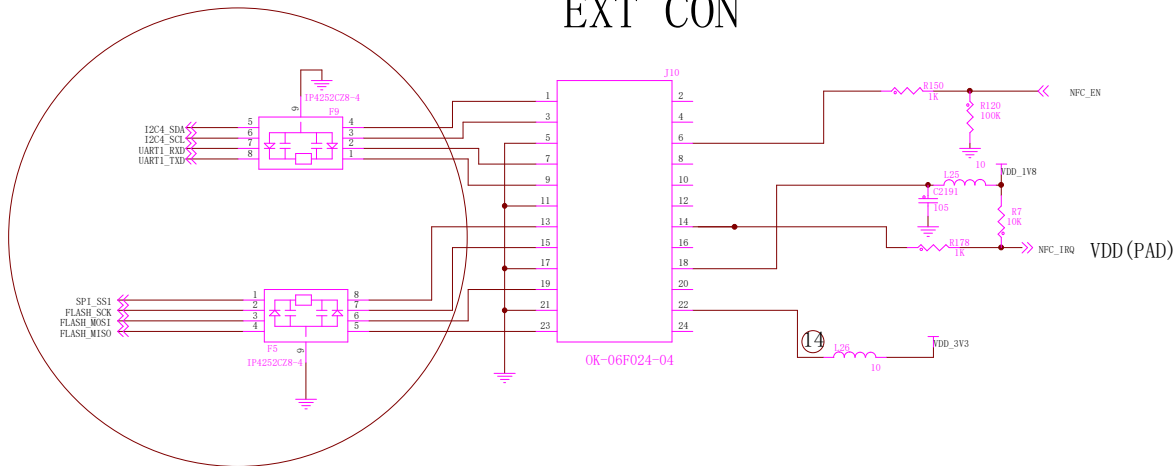 EXT CON
J10
IP4252CZ8-4
9
F9
I2C4_SDA 5 4
I2C4_SCL 6 3
UART1_RXD 7 2
UART1_TXD 8 1
1 2
3 4
5 6
7 8
9 10
11 12
13 14
15 16
17 18
19 20
21 22
23 24
OK-06F024-04
R150
1K
NFC_EN
R120
100K
L25
10
VDD_1V8
C2191
105
R7
10K
R178
1K
NFC_IRQ
VDD(PAD)
SPI_SS1 1 8
FLASH_SCK 2 7
FLASH_MOSI 3 6
FLASH_MISO 4 5
F5
9
IP4252CZ8-4
14
L26
10
VDD_3V3